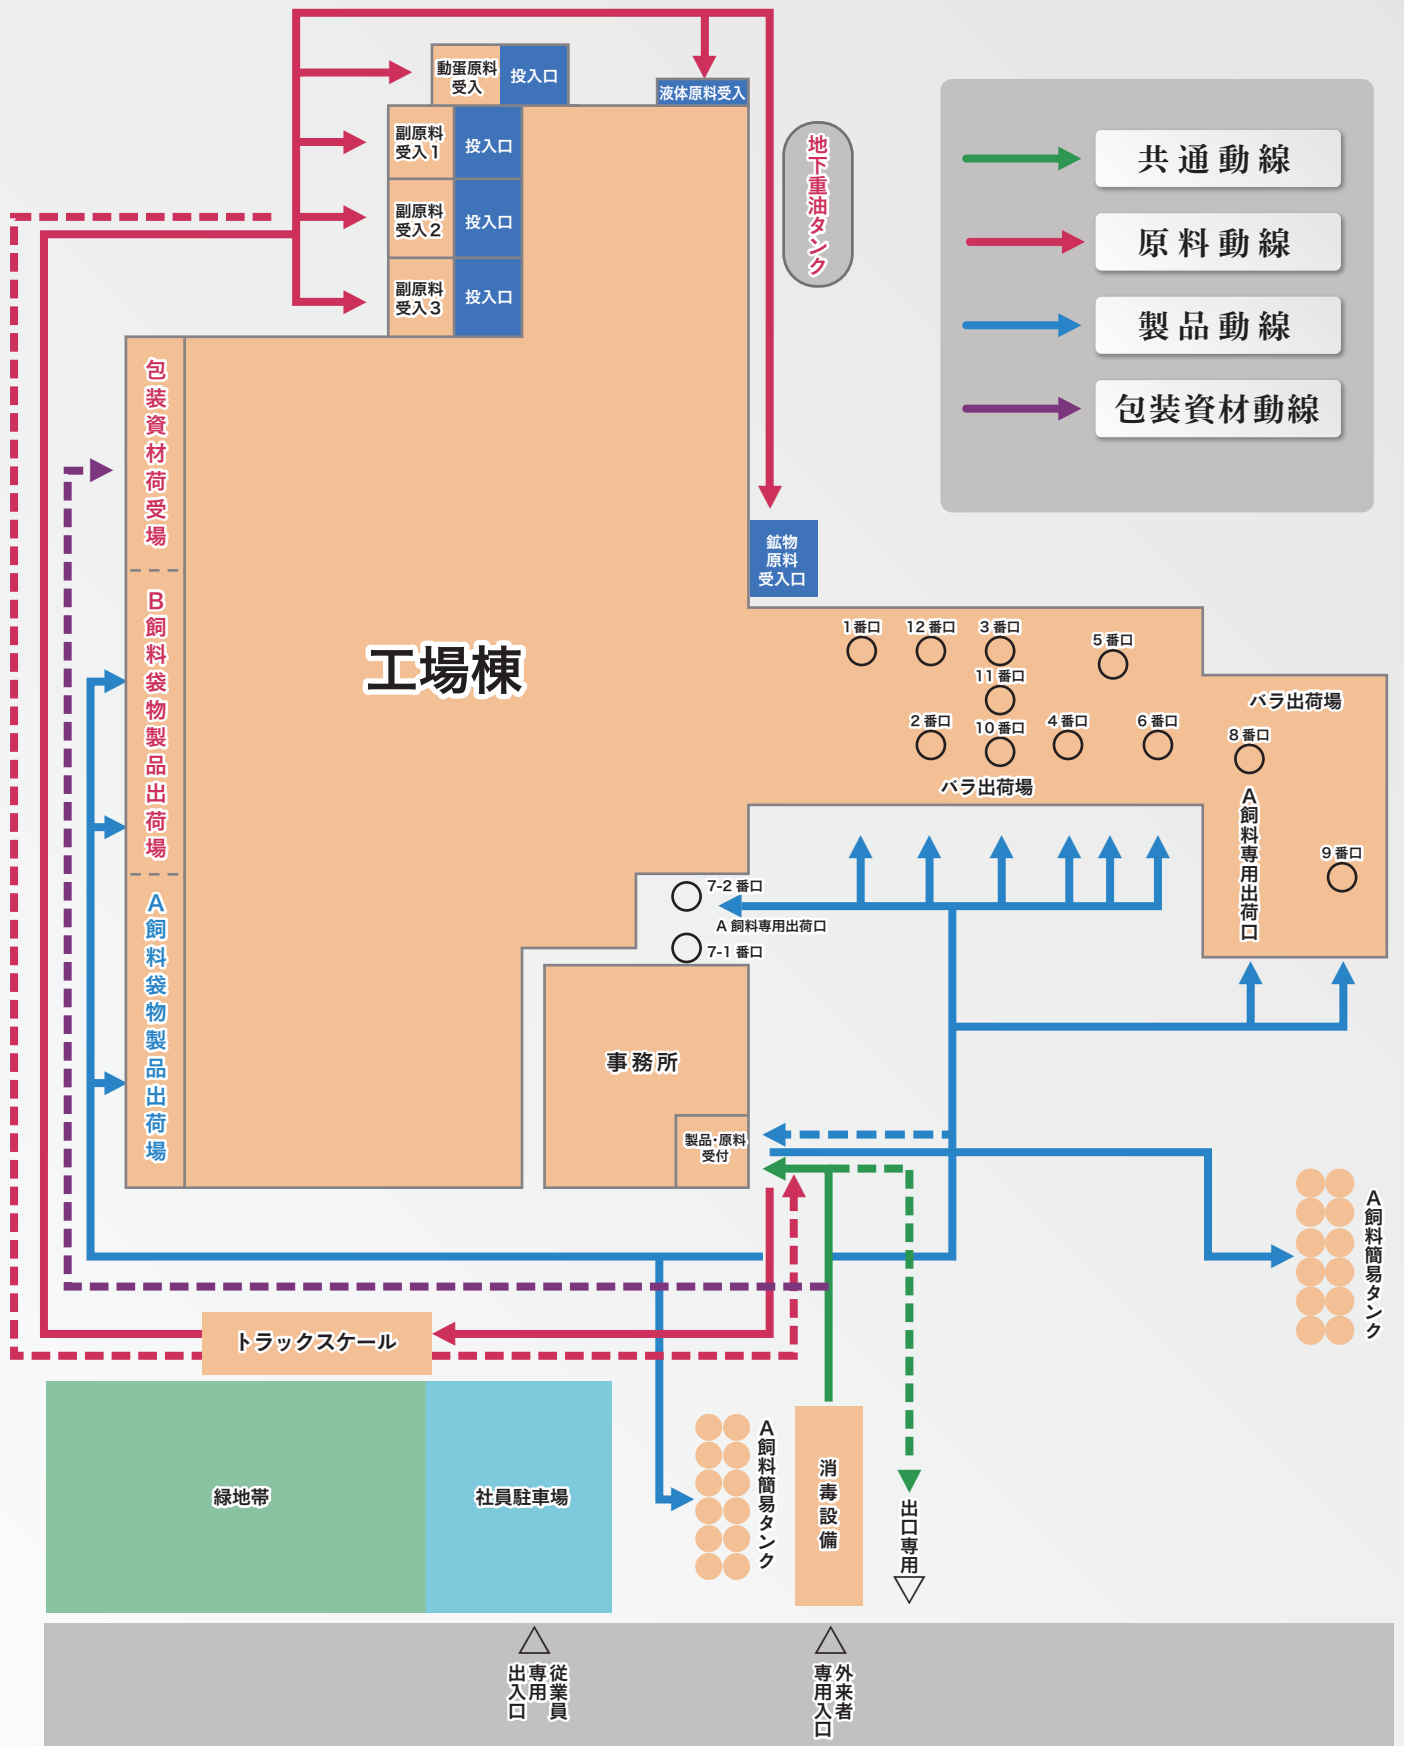 動蛋原料
受入
投入口
液体原料受入
副原料
受入1
投入口
副原料
受入2
投入口
副原料
受入3
投入口
地下重油タンク
共通動線
原料動線
製品動線
包装資材動線
包装資材荷受場
B飼料袋物製品出荷場
A飼料袋物製品出荷場
工場棟
鉱物
原料
受入口
1番口
12番口
3番口
5番口
11番口
2番口
10番口
4番口
6番口
バラ出荷場
バラ出荷場
8番口
A飼料専用出荷口
9番口
7-2番口
A飼料専用出荷口
7-1番口
事務所
製品・原料
受付
A飼料簡易タンク
トラックスケール
緑地帯
社員駐車場
A飼料簡易タンク
消毒設備
出口専用
従業員
専用
出入口
外来者
専用入口